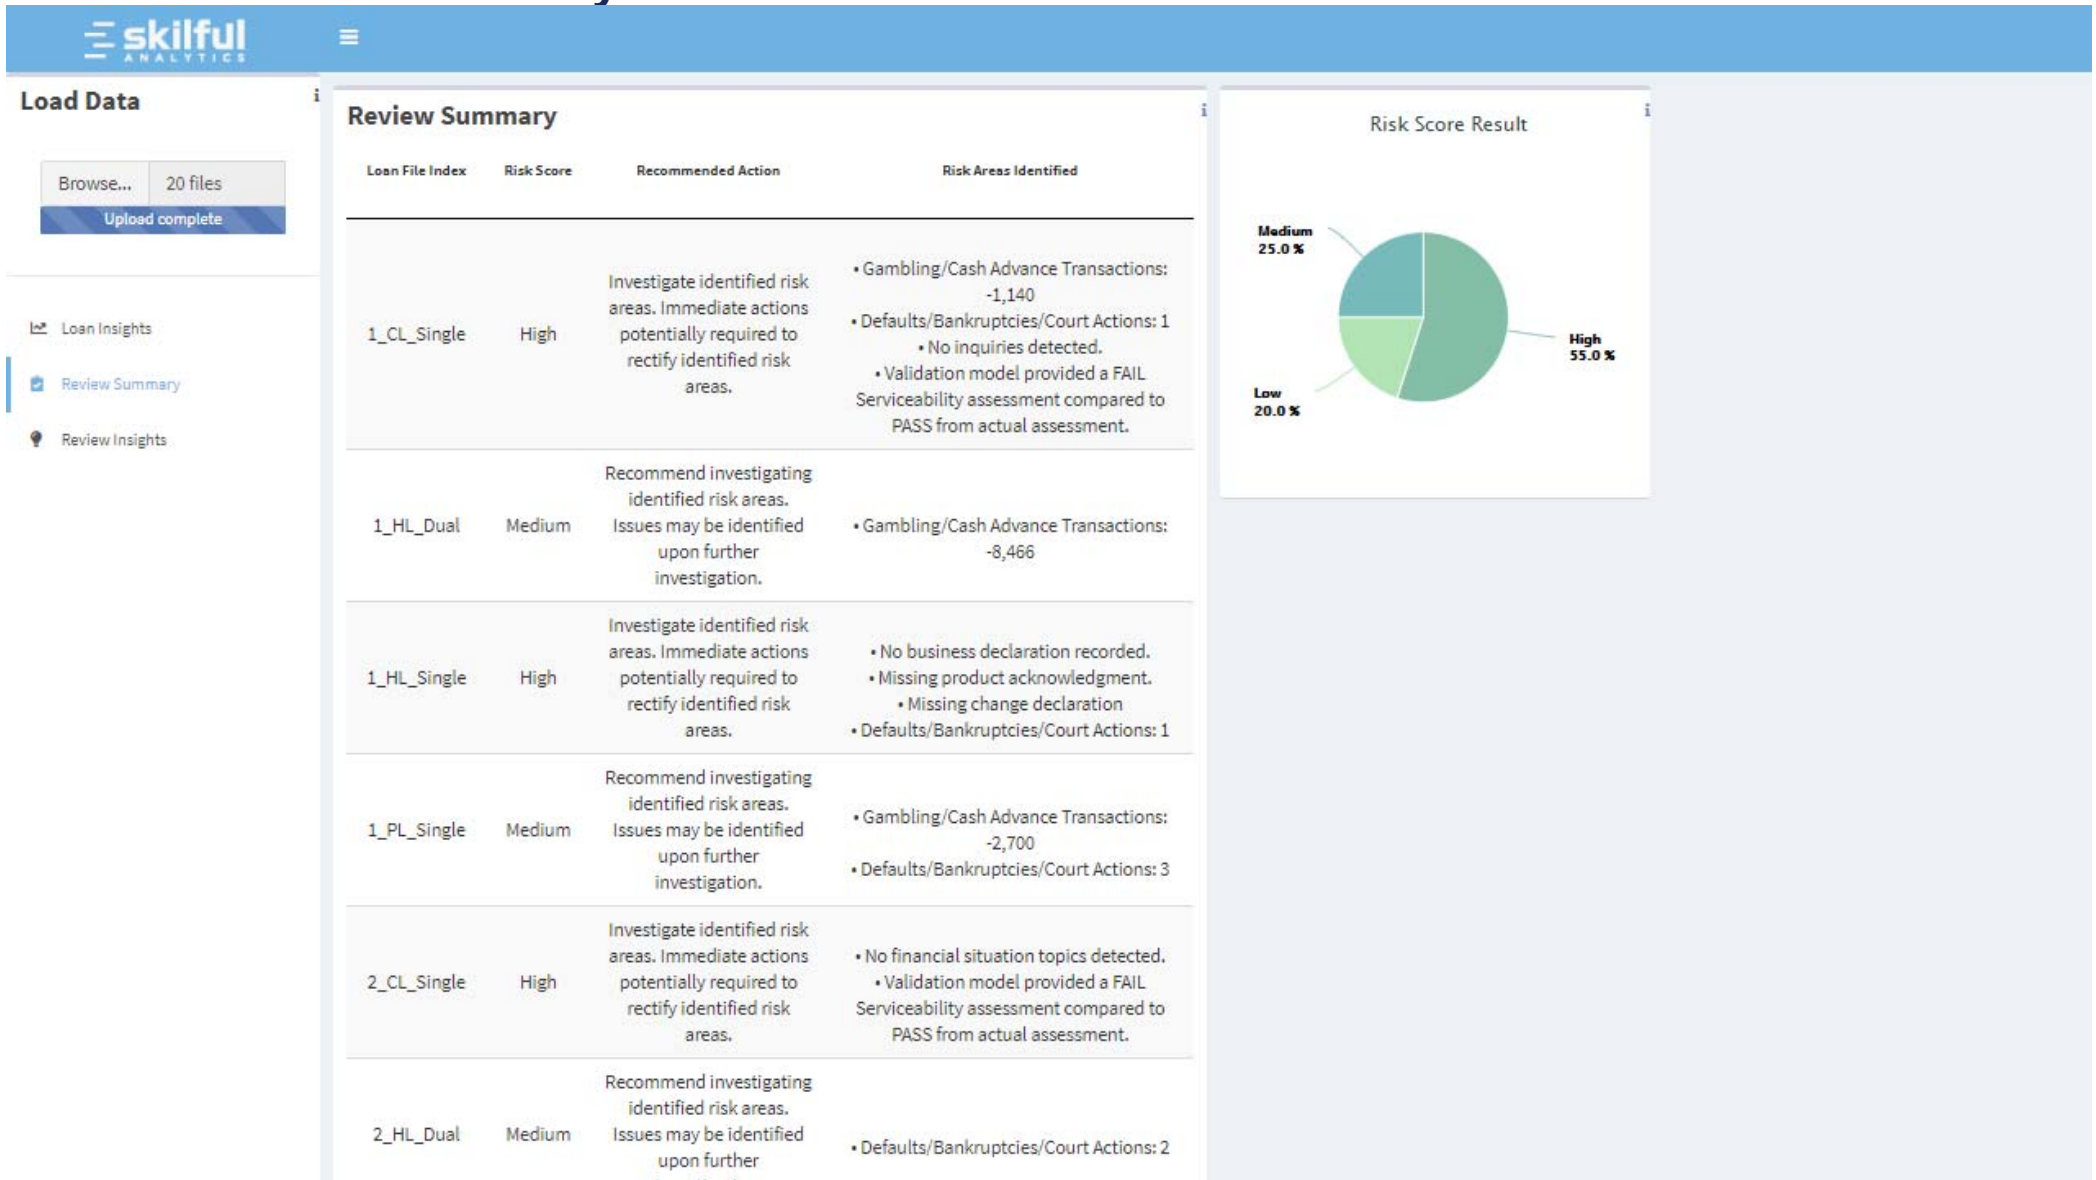 skilful
ANALYTICS
Load Data
Browse...
20 files
Upload complete
Loan Insights
Review Summary
Review Insights
Review Summary
Loan File Index
Risk Score
Recommended Action
Risk Areas Identified
1_CL_Single
High
Investigate identified risk
areas. Immediate actions
potentially required to
rectify identified risk
areas.
• Gambling/Cash Advance Transactions:
-1,140
• Defaults/Bankruptcies/Court Actions: 1
• No inquiries detected.
• Validation model provided a FAIL
Serviceability assessment compared to
PASS from actual assessment.
1_HL_Dual
Medium
Recommend investigating
identified risk areas.
Issues may be identified
upon further
investigation.
• Gambling/Cash Advance Transactions:
-8,466
1_HL_Single
High
Investigate identified risk
areas. Immediate actions
potentially required to
rectify identified risk
areas.
• No business declaration recorded.
• Missing product acknowledgment.
• Missing change declaration
• Defaults/Bankruptcies/Court Actions: 1
1_PL_Single
Medium
Recommend investigating
identified risk areas.
Issues may be identified
upon further
investigation.
• Gambling/Cash Advance Transactions:
-2,700
• Defaults/Bankruptcies/Court Actions: 3
2_CL_Single
High
Investigate identified risk
areas. Immediate actions
potentially required to
rectify identified risk
areas.
• No financial situation topics detected.
• Validation model provided a FAIL
Serviceability assessment compared to
PASS from actual assessment.
2_HL_Dual
Medium
Recommend investigating
identified risk areas.
Issues may be identified
upon further
• Defaults/Bankruptcies/Court Actions: 2
Risk Score Result
Medium
25.0 %
High
55.0 %
Low
20.0 %